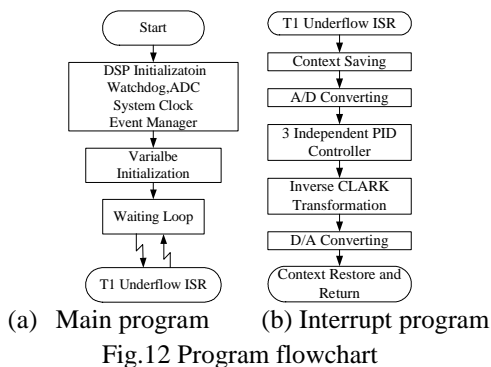 Start
DSP Initializatoin
Watchdog,ADC
System Clock
Event Manager
Varialbe
Initialization
Waiting Loop
T1 Underflow ISR
(a) Main program
T1 Underflow ISR
Context Saving
A/D Converting
3 Independent PID
Controller
Inverse CLARK
Transformation
D/A Converting
Context Restore and
Return
(b) Interrupt program
Fig.12 Program flowchart